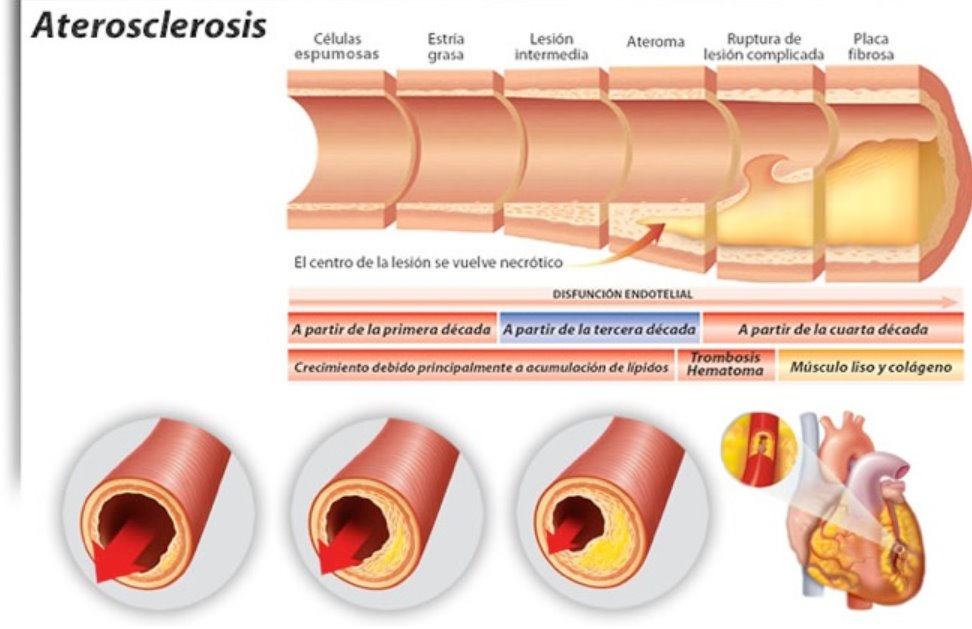 Aterosclerosis
Células
espumosas
Estría
grasa
Lesión
intermedia
Ateroma
Ruptura de
lesión complicada
Placa
fibrosa
El centro de la lesión se vuelve necrótico
DISFUNCIÓN ENDOTELIAL
A partir de la primera década
A partir de la tercera década
A partir de la cuarta década
Crecimiento debido principalmente a acumulación de lípidos
Trombosis
Hematoma
Músculo liso y colágeno